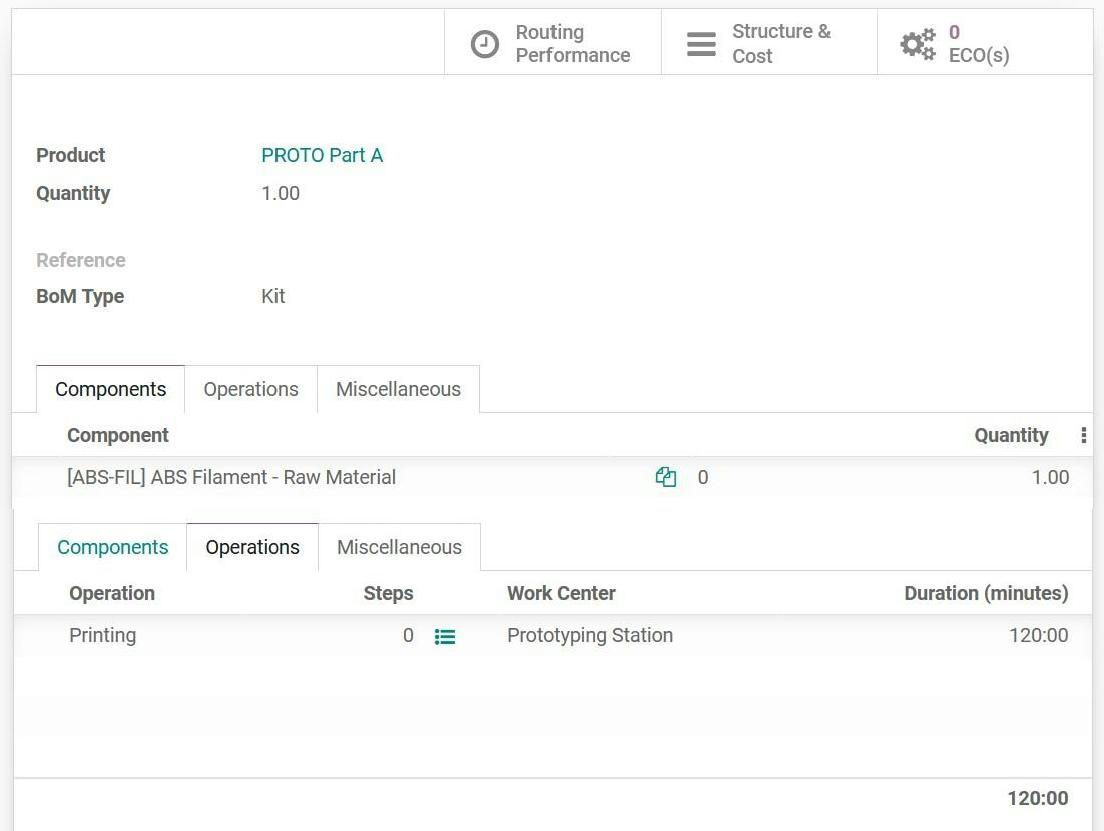 Routing
Performance
Structure &
Cost
0
ECO(s)
Product PROTO Part A
Quantity 1.00
Reference
BoM Type Kit
Components Operations Miscellaneous
Component Quantity
[ABS-FIL] ABS Filament - Raw Material 0 1.00
Components Operations Miscellaneous
Operation Steps Work Center Duration (minutes)
Printing 0 Prototyping Station 120:00
120:00